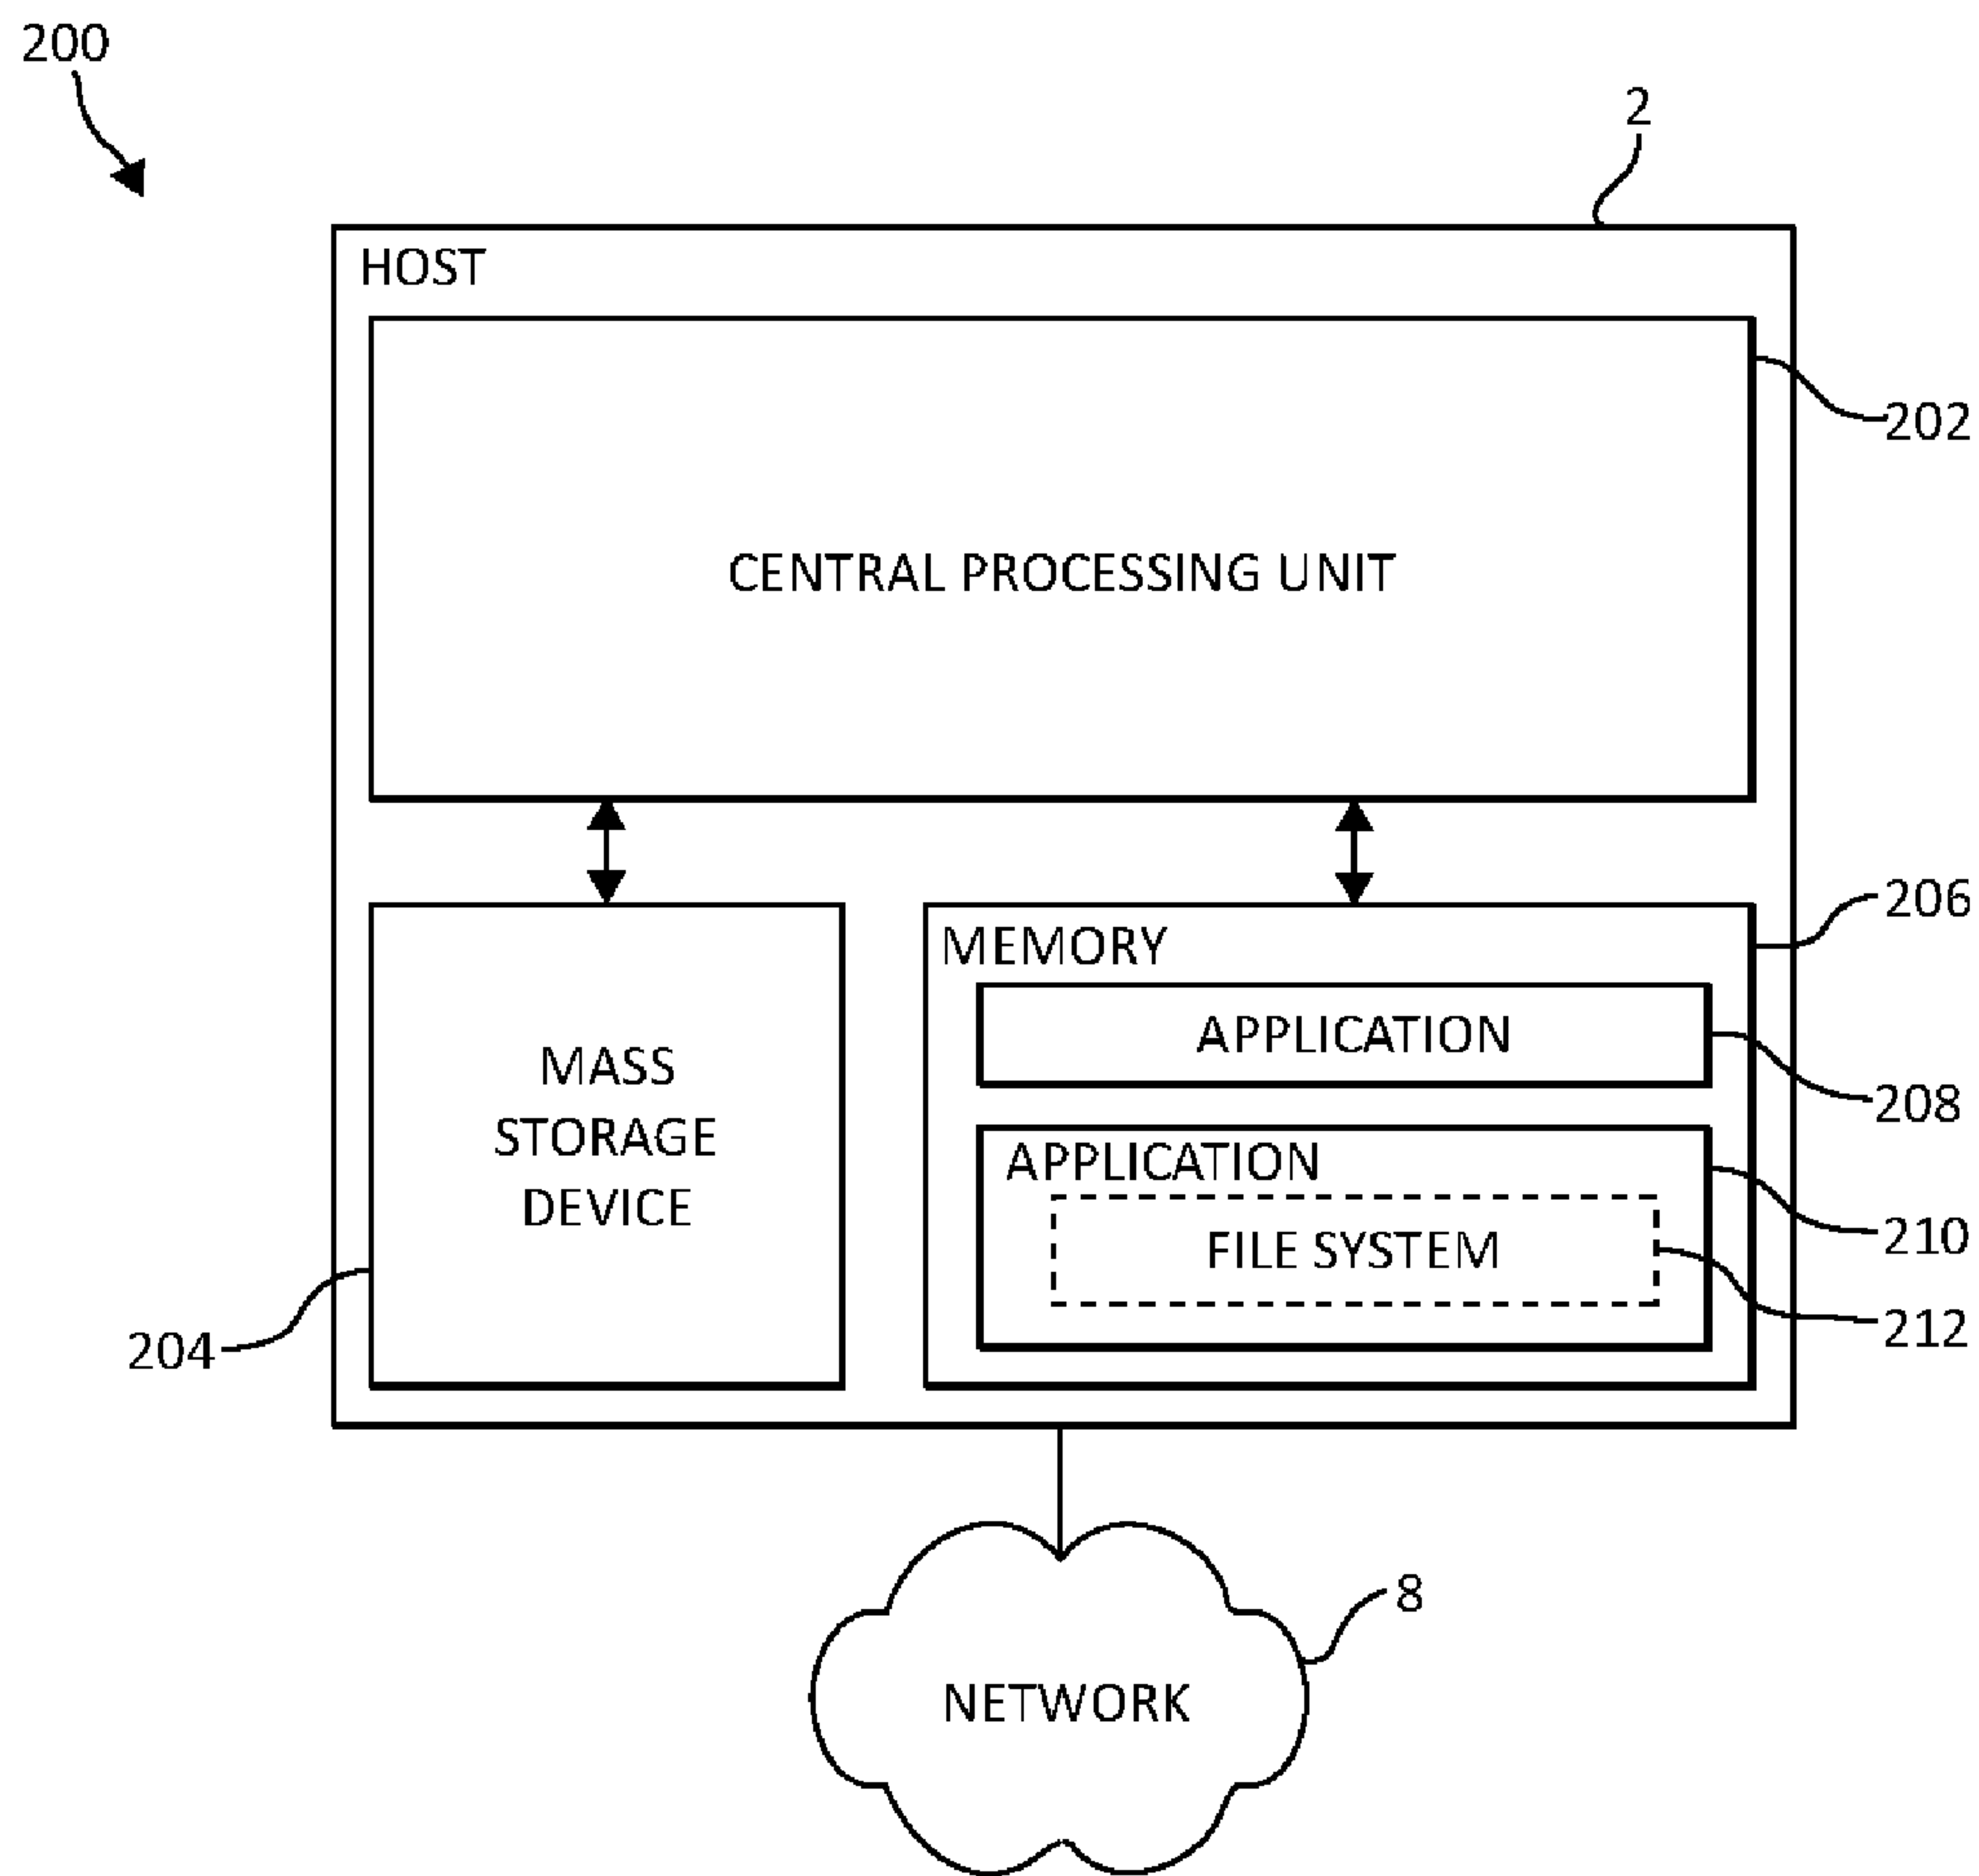 200
2
HOST
202
CENTRAL PROCESSING UNIT
206
MEMORY
APPLICATION
MASS
STORAGE
DEVICE
208
APPLICATION
210
FILE SYSTEM
212
204
8
NETWORK